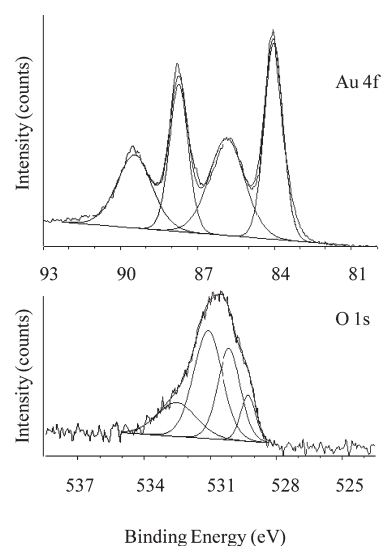 Intensity (counts)
Au 4f
93 90 87 84 81
Intensity (counts)
O 1s
537 534 531 528 525
Binding Energy (eV)